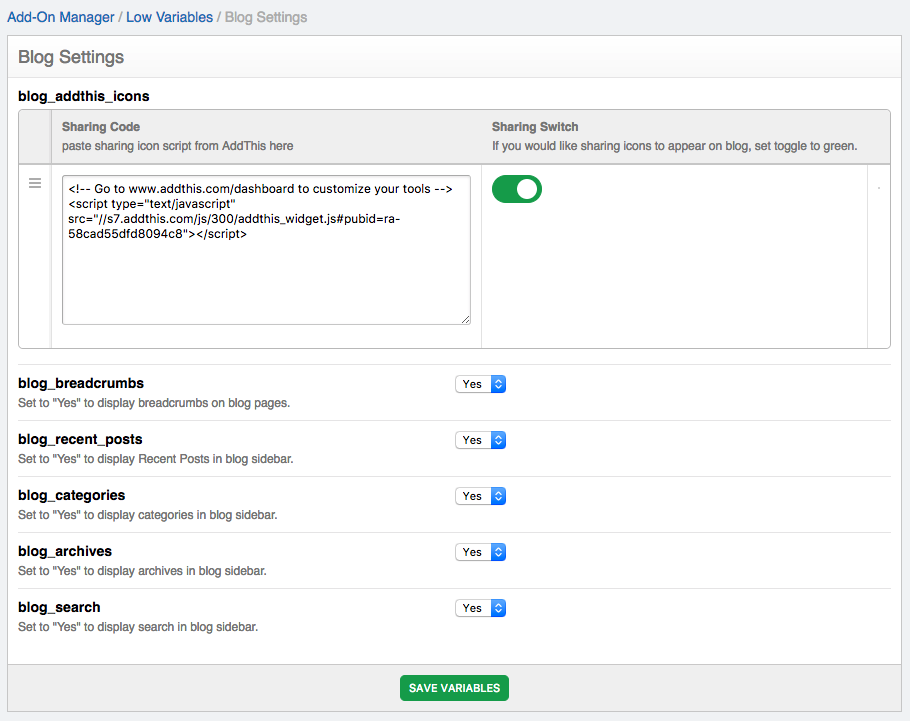 Add-On Manager / Low Variables / Blog Settings
Blog Settings
blog_addthis_icons
Sharing Code
paste sharing icon script from AddThis here
Sharing Switch
If you would like sharing icons to appear on blog, set toggle to green.
<!-- Go to www.addthis.com/dashboard to customize your tools -->
<script type="text/javascript"
src="//s7.addthis.com/js/300/addthis_widget.js#pubid=ra-
58cad55dfd8094c8"></script>
blog_breadcrumbs
Yes
Set to "Yes" to display breadcrumbs on blog pages.
blog_recent_posts
Yes
Set to "Yes" to display Recent Posts in blog sidebar.
blog_categories
Yes
Set to "Yes" to display categories in blog sidebar.
blog_archives
Yes
Set to "Yes" to display archives in blog sidebar.
blog_search
Yes
Set to "Yes" to display search in blog sidebar.
SAVE VARIABLES